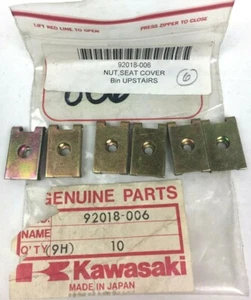 LIFT RED LINE TO OPEN
PRESS ZIPPER TO CLOSE
92018-006
NUT,SEAT COVER
Bin UPSTAIRS
6
GENUINE PARTS
NO. 92018-006
NAME
Q'TY(9H) 10
Kawasaki
MADE IN JAPAN